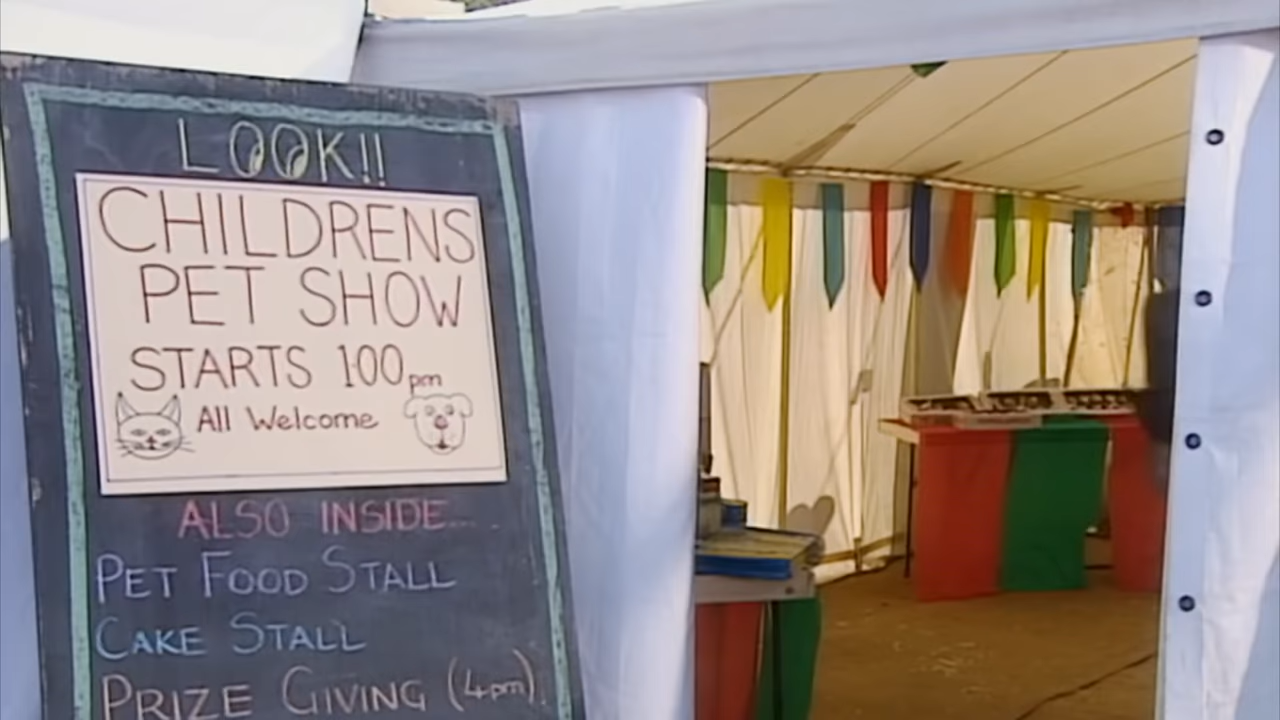 LOOK!!
CHILDRENS
PET SHOW
STARTS 1.00 pm
All Welcome
ALSO INSIDE....
PET FOOD STALL
CAKE STALL
PRIZE GIVING (4pm).